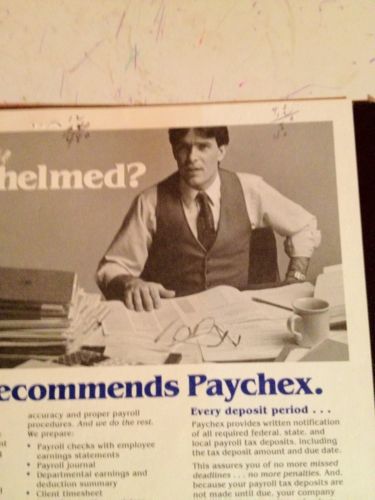 helmed?
ecommends Paychex.
accuracy and proper payroll
procedures. And we do the rest.
We prepare:
• Payroll checks with employee
earnings statements
• Payroll journal
• Departmental earnings and
deduction summary
• Client timesheet
Every deposit period . . .
Paychex provides written notification
of all required federal, state, and
local payroll tax deposits, including
the tax deposit amount and due date.
This assures you of no more missed
deadlines . . . no more penalties. And,
because your payroll tax deposits are
not made until due, your company